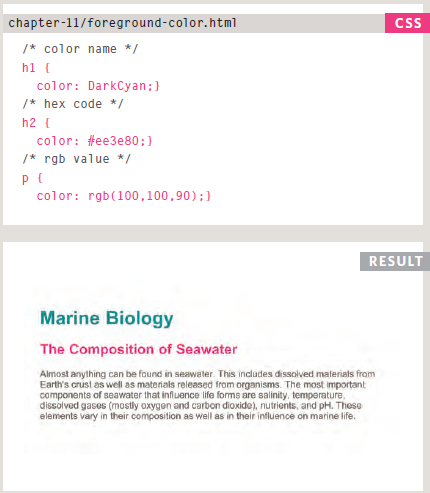 chapter-11/foreground-color.html
CSS
/* color name */
h1 {
  color: DarkCyan;}
/* hex code */
h2 {
  color: #ee3e80;}
/* rgb value */
p {
  color: rgb(100,100,90);}
RESULT
Marine Biology
The Composition of Seawater
Almost anything can be found in seawater. This includes dissolved materials from
Earth's crust as well as materials released from organisms. The most important
components of seawater that influence life forms are salinity, temperature,
dissolved gases (mostly oxygen and carbon dioxide), nutrients, and pH. These
elements vary in their composition as well as in their influence on marine life.